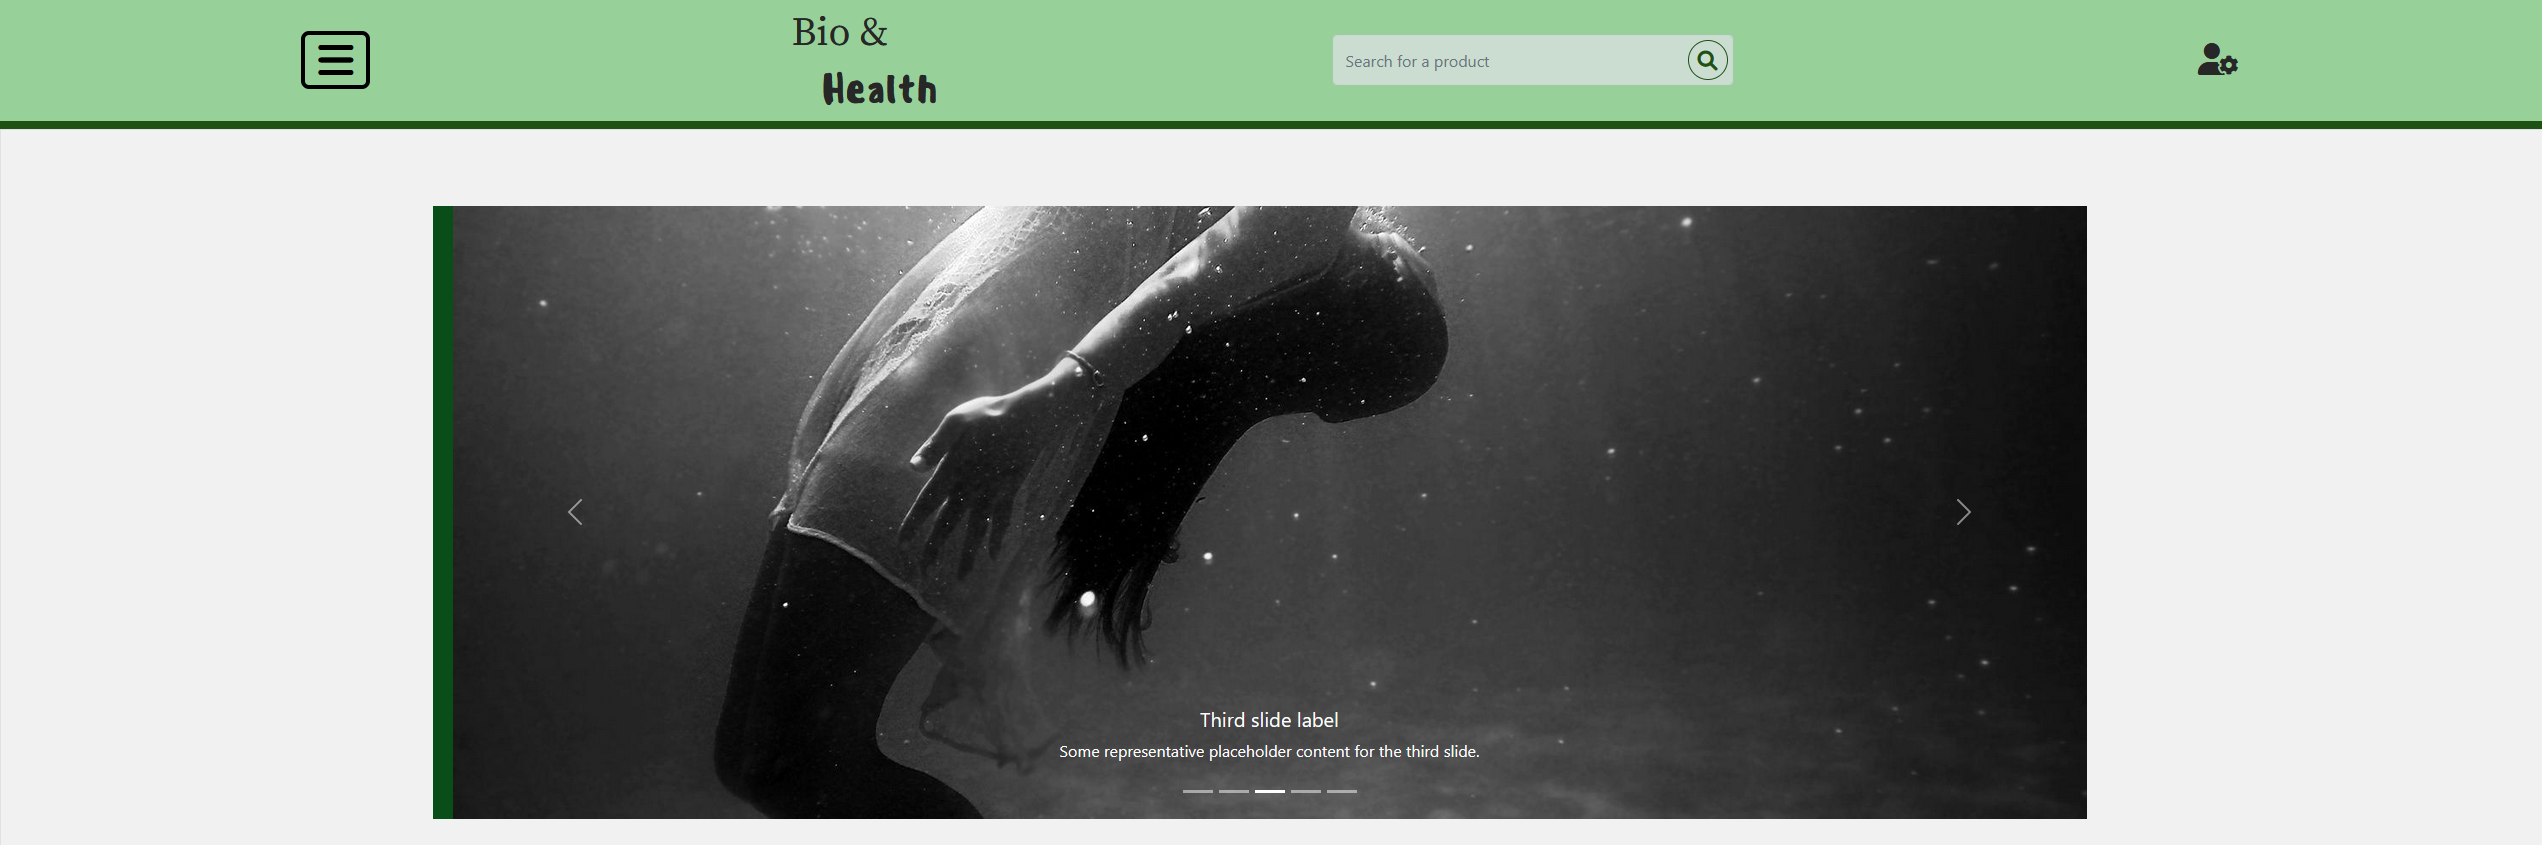 Bio &
Health
Search for a product
Third slide label
Some representative placeholder content for the third slide.